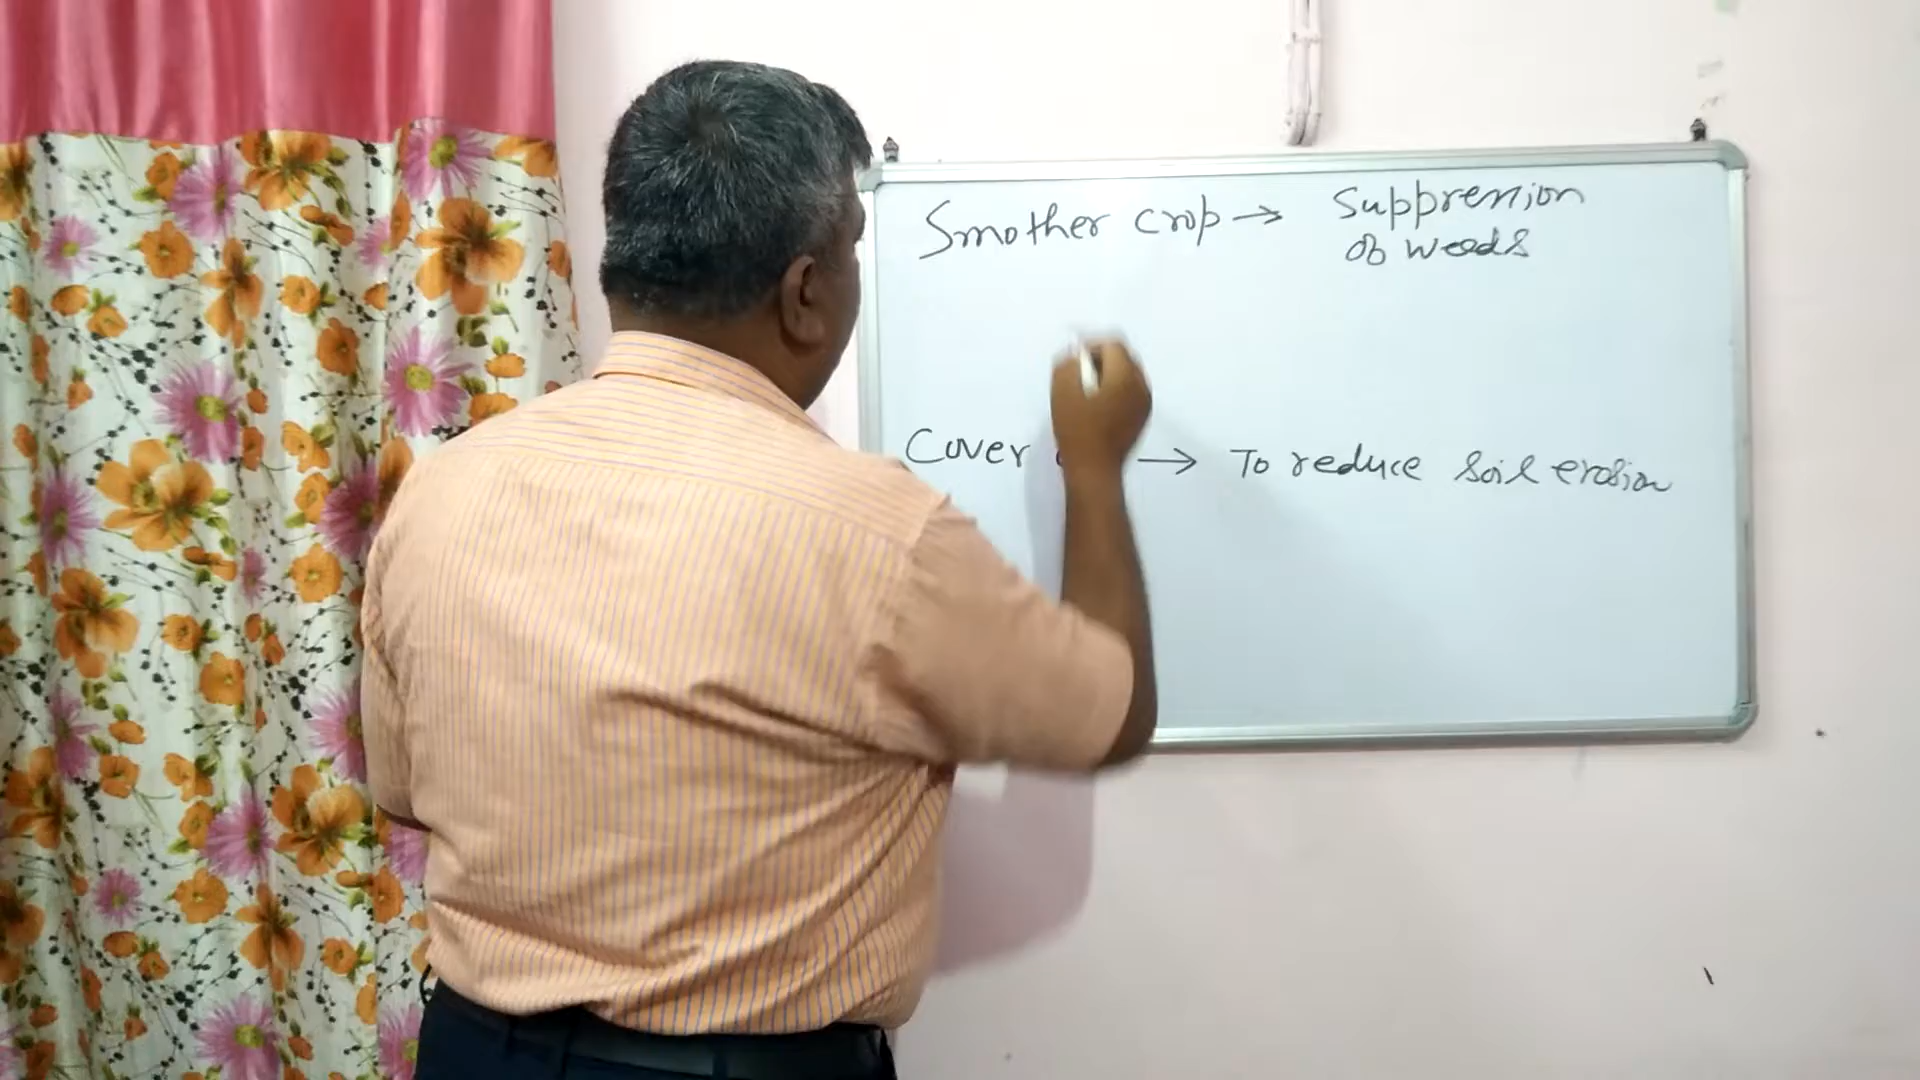 Smother crop → Suppression
of weeds
Cover → To reduce soil erosion